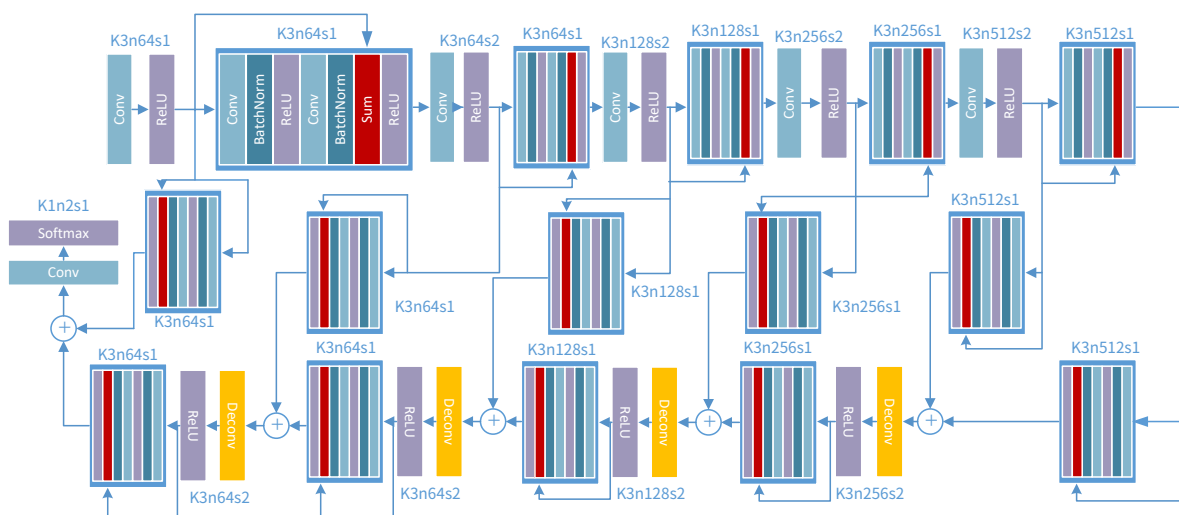 K3n64s1
K3n64s1
K3n64s2
K3n64s1
K3n128s2
K3n128s1
K3n256s2
K3n256s1
K3n512s2
K3n512s1
Conv
ReLU
Conv
BatchNorm
ReLU
Conv
BatchNorm
Sum
ReLU
Conv
ReLU
Conv
ReLU
Conv
ReLU
Conv
ReLU
K1n2s1
Softmax
Conv
K3n64s1
K3n64s1
K3n128s1
K3n256s1
K3n512s1
+
K3n64s1
K3n64s1
K3n128s1
K3n256s1
K3n512s1
ReLU
Deconv
+
ReLU
Deconv
+
ReLU
Deconv
+
ReLU
Deconv
+
K3n64s2
K3n64s2
K3n128s2
K3n256s2